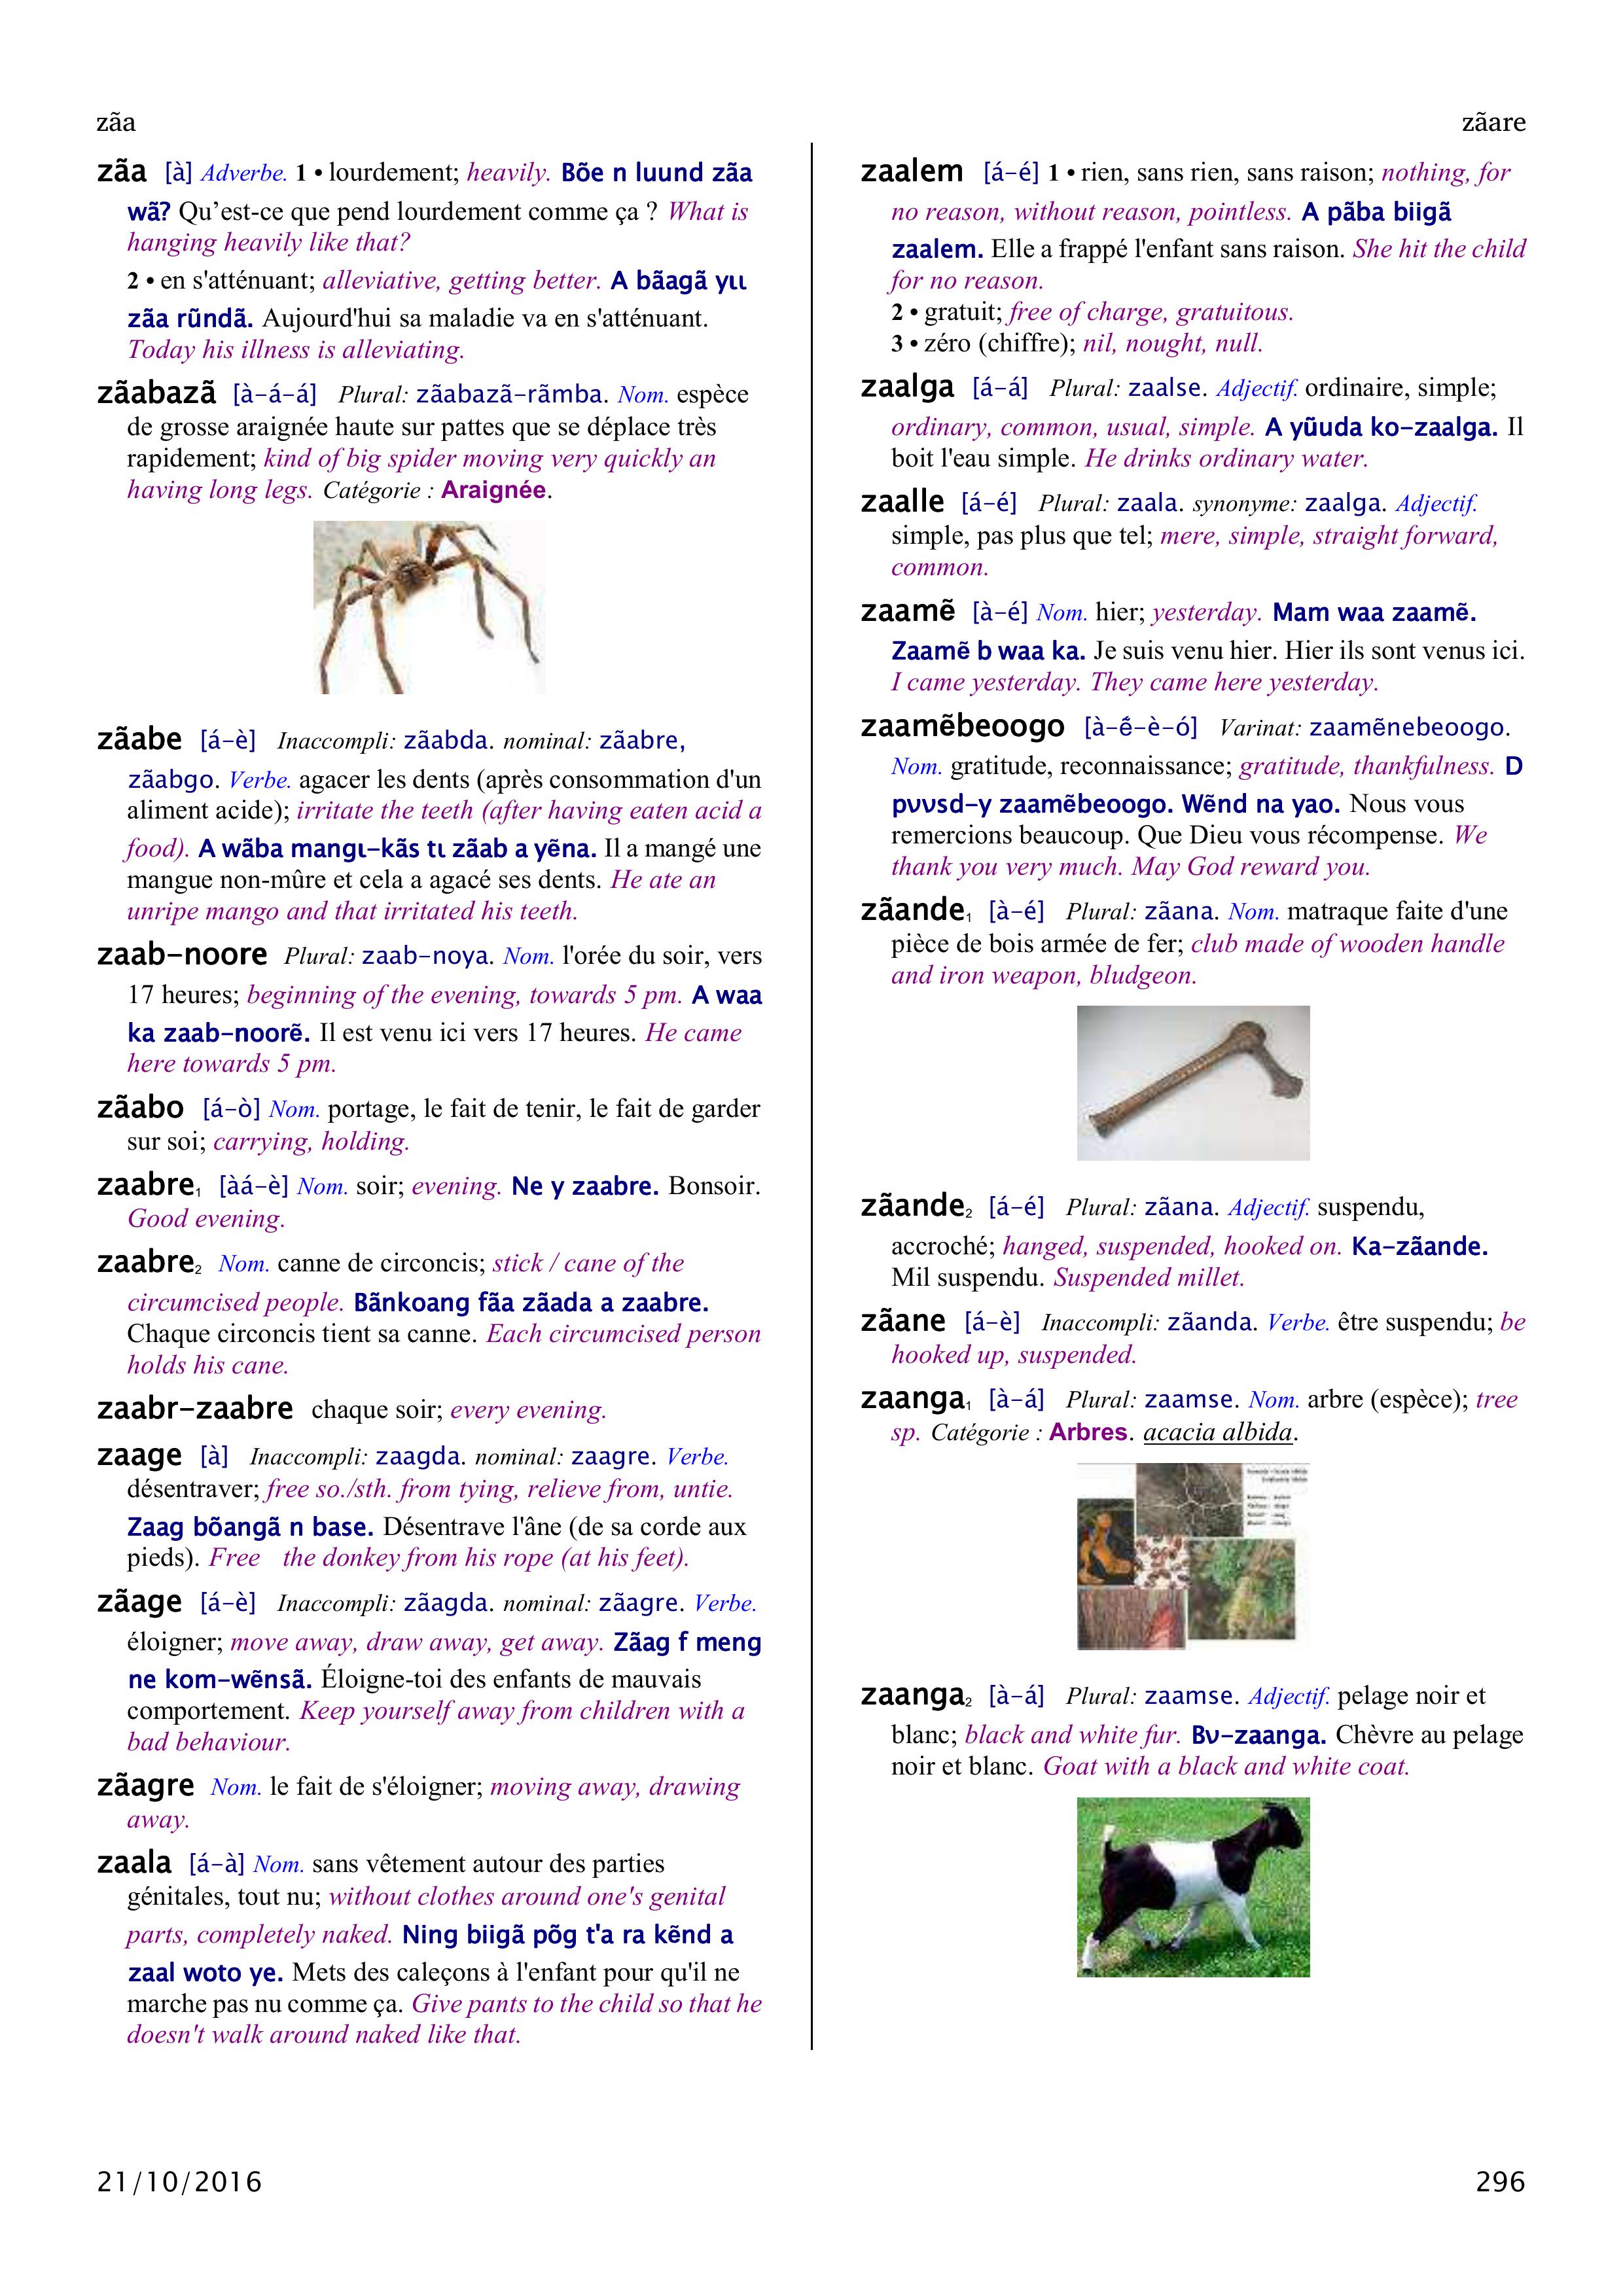 zãa
zãare
zãa [à] Adverbe. 1 • lourdement; heavily. Bõe n luund zãa
wã? Qu’est-ce que pend lourdement comme ça ? What is
hanging heavily like that?
2 • en s'atténuant; alleviative, getting better. A bãagã yɩɩ
zãa rũndã. Aujourd'hui sa maladie va en s'atténuant.
Today his illness is alleviating.
zãabazã [à-á-á] Plural: zãabazã-rãmba. Nom. espèce
de grosse araignée haute sur pattes que se déplace très
rapidement; kind of big spider moving very quickly an
having long legs. Catégorie : Araignée.
zãabe [á-è] Inaccompli: zãabda. nominal: zãabre,
zãabgo. Verbe. agacer les dents (après consommation d'un
aliment acide); irritate the teeth (after having eaten acid a
food). A wãba mangɩ-kãs tɩ zãab a yẽna. Il a mangé une
mangue non-mûre et cela a agacé ses dents. He ate an
unripe mango and that irritated his teeth.
zaab-noore Plural: zaab-noya. Nom. l'orée du soir, vers
17 heures; beginning of the evening, towards 5 pm. A waa
ka zaab-noorẽ. Il est venu ici vers 17 heures. He came
here towards 5 pm.
zãabo [á-ò] Nom. portage, le fait de tenir, le fait de garder
sur soi; carrying, holding.
zaabre₁ [àá-è] Nom. soir; evening. Ne y zaabre. Bonsoir.
Good evening.
zaabre₂ Nom. canne de circoncis; stick / cane of the
circumcised people. Bãnkoang fãa zãada a zaabre.
Chaque circoncis tient sa canne. Each circumcised person
holds his cane.
zaabr-zaabre chaque soir; every evening.
zaage [à] Inaccompli: zaagda. nominal: zaagre. Verbe.
désentraver; free so./sth. from tying, relieve from, untie.
Zaag bõangã n base. Désentrave l'âne (de sa corde aux
pieds). Free the donkey from his rope (at his feet).
zãage [á-è] Inaccompli: zãagda. nominal: zãagre. Verbe.
éloigner; move away, draw away, get away. Zãag f meng
ne kom-wẽnsã. Éloigne-toi des enfants de mauvais
comportement. Keep yourself away from children with a
bad behaviour.
zãagre Nom. le fait de s'éloigner; moving away, drawing
away.
zaala [á-à] Nom. sans vêtement autour des parties
génitales, tout nu; without clothes around one's genital
parts, completely naked. Ning biigã põg t'a ra kẽnd a
zaal woto ye. Mets des caleçons à l'enfant pour qu'il ne
marche pas nu comme ça. Give pants to the child so that he
doesn't walk around naked like that.
zaalem [á-é] 1 • rien, sans rien, sans raison; nothing, for
no reason, without reason, pointless. A pãba biigã
zaalem. Elle a frappé l'enfant sans raison. She hit the child
for no reason.
2 • gratuit; free of charge, gratuitous.
3 • zéro (chiffre); nil, nought, null.
zaalga [á-á] Plural: zaalse. Adjectif. ordinaire, simple;
ordinary, common, usual, simple. A yũuda ko-zaalga. Il
boit l'eau simple. He drinks ordinary water.
zaalle [á-é] Plural: zaala. synonyme: zaalga. Adjectif.
simple, pas plus que tel; mere, simple, straight forward,
common.
zaamẽ [à-é] Nom. hier; yesterday. Mam waa zaamẽ.
Zaamẽ b waa ka. Je suis venu hier. Hier ils sont venus ici.
I came yesterday. They came here yesterday.
zaamẽbeoogo [à-ẽ́-è-ó] Varinat: zaamẽnebeoogo.
Nom. gratitude, reconnaissance; gratitude, thankfulness. D
pʋʋsd-y zaamẽbeoogo. Wẽnd na yao. Nous vous
remercions beaucoup. Que Dieu vous récompense. We
thank you very much. May God reward you.
zãande₁ [à-é] Plural: zãana. Nom. matraque faite d'une
pièce de bois armée de fer; club made of wooden handle
and iron weapon, bludgeon.
zãande₂ [á-é] Plural: zãana. Adjectif. suspendu,
accroché; hanged, suspended, hooked on. Ka-zãande.
Mil suspendu. Suspended millet.
zãane [á-è] Inaccompli: zãanda. Verbe. être suspendu; be
hooked up, suspended.
zaanga₁ [à-á] Plural: zaamse. Nom. arbre (espèce); tree
sp. Catégorie : Arbres. acacia albida.
zaanga₂ [à-á] Plural: zaamse. Adjectif. pelage noir et
blanc; black and white fur. Bʋ-zaanga. Chèvre au pelage
noir et blanc. Goat with a black and white coat.
21/10/2016
296